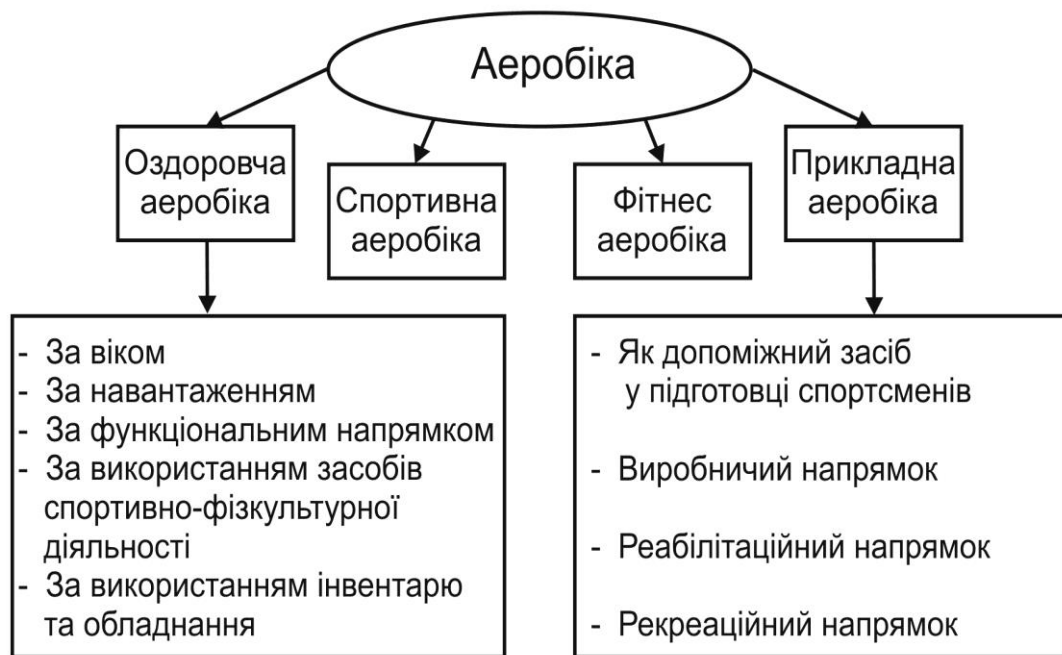 Аеробіка
Оздоровча
аеробіка
Спортивна
аеробіка
Фітнес
аеробіка
Прикладна
аеробіка
- За віком
- За навантаженням
- За функціональним напрямком
- За використанням засобів
спортивно-фізкультурної
діяльності
- За використанням інвентарю
та обладнання
- Як допоміжний засіб
у підготовці спортсменів
- Виробничий напрямок
- Реабілітаційний напрямок
- Рекреаційний напрямок